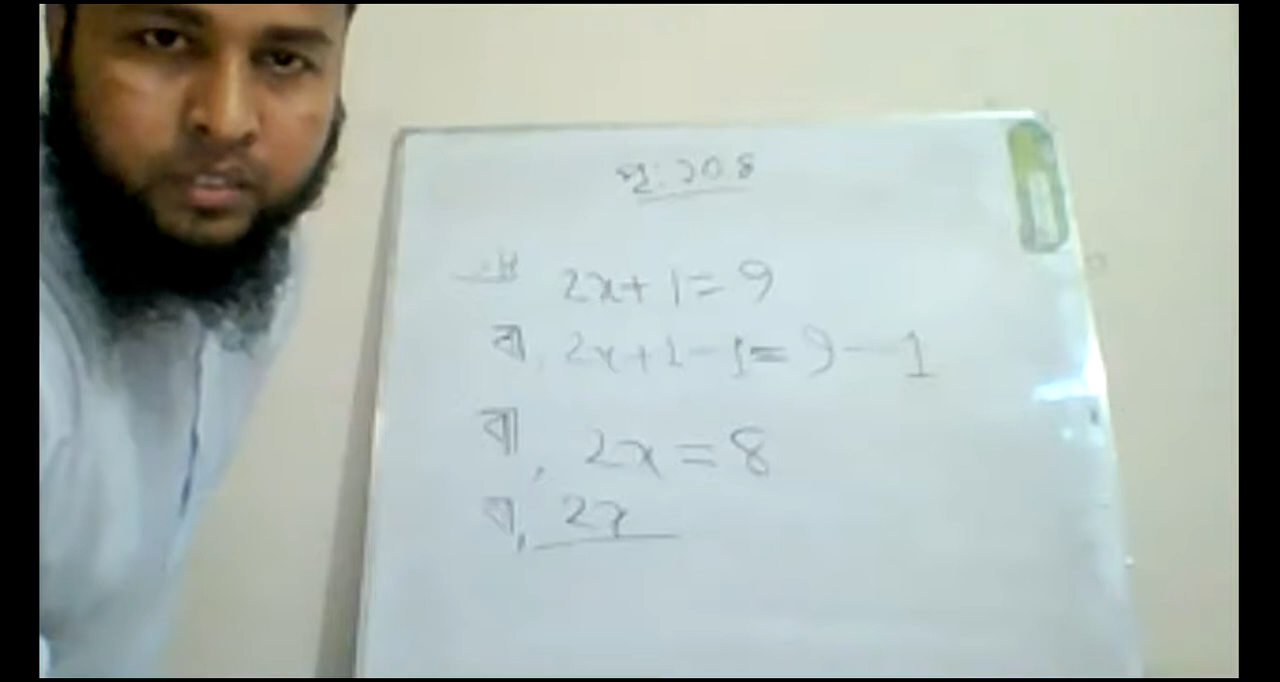 পৃ: ১০৪
2x + 1 = 9
বা, 2x + 1 - 1 = 9 - 1
বা, 2x = 8
বা, 2x